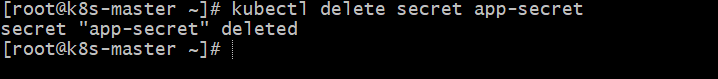 [root@k8s-master ~]# kubectl delete secret app-secret
secret "app-secret" deleted
[root@k8s-master ~]#